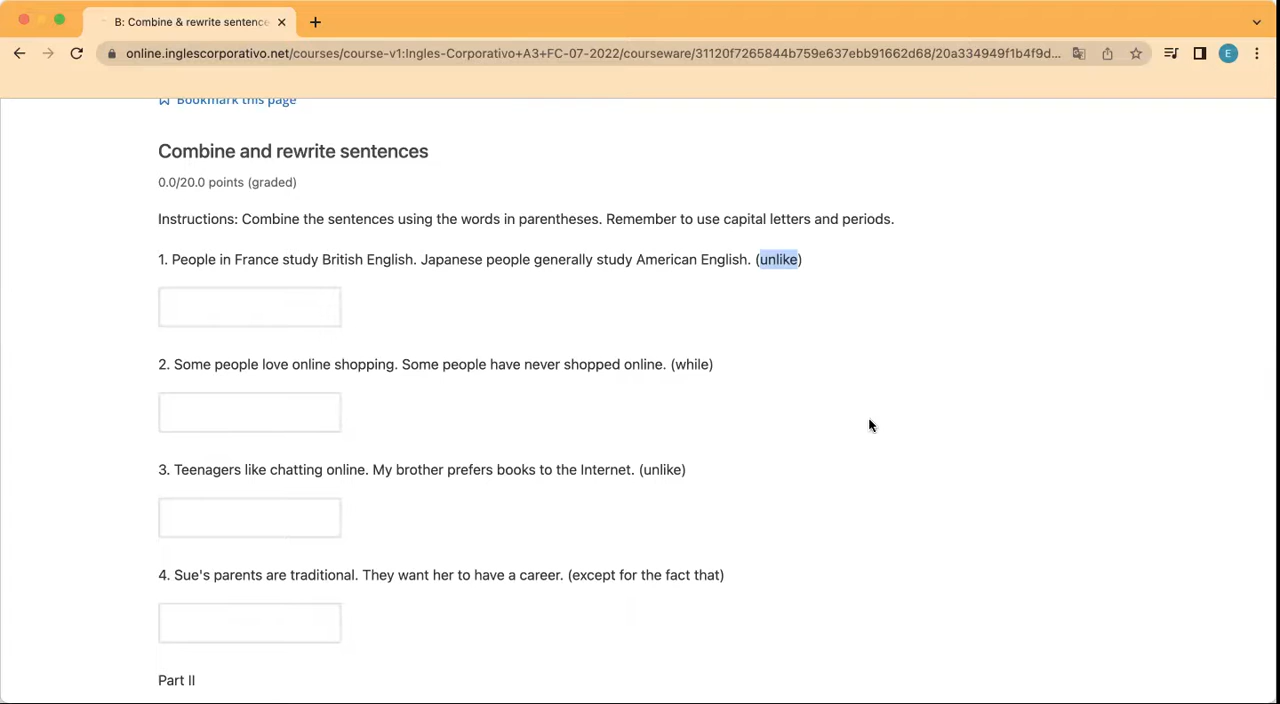 B: Combine & rewrite sentence
online.inglescorporativo.net/courses/course-v1:Ingles-Corporativo+A3+FC-07-2022/courseware/31120f7265844b759e637ebb91662d68/20a334949f1b4f9d...
E
Bookmark this page
Combine and rewrite sentences
0.0/20.0 points (graded)
Instructions: Combine the sentences using the words in parentheses. Remember to use capital letters and periods.
1. People in France study British English. Japanese people generally study American English. (unlike)
2. Some people love online shopping. Some people have never shopped online. (while)
3. Teenagers like chatting online. My brother prefers books to the Internet. (unlike)
4. Sue's parents are traditional. They want her to have a career. (except for the fact that)
Part II